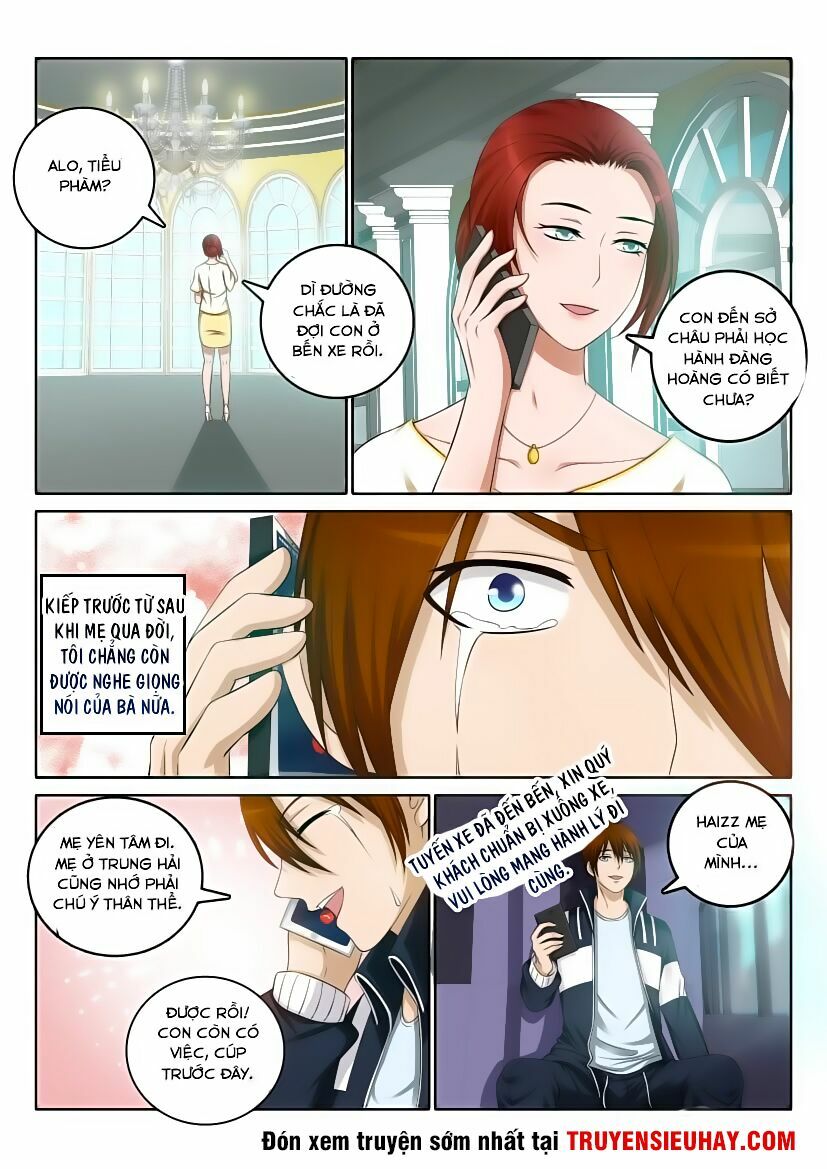 ALO, TIỂU
PHÀM?
DÌ ĐƯỜNG
CHẮC LÀ ĐÃ
ĐỢI CON Ở
BẾN XE RỒI.
CON ĐẾN SỞ
CHÂU PHẢI HỌC
HÀNH ĐÀNG
HOÀNG CÓ BIẾT
CHƯA?
KIẾP TRƯỚC TỪ SAU
KHI MẸ QUA ĐỜI,
TÔI CHẲNG CÒN
ĐƯỢC NGHE GIỌNG
NÓI CỦA BÀ NỮA.
MẸ YÊN TÂM ĐI.
MẸ Ở TRUNG HẢI
CŨNG NHỚ PHẢI
CHÚ Ý THÂN THỂ.
ĐƯỢC RỒI!
CON CÒN CÓ
VIỆC, CÚP
TRƯỚC ĐÂY.
TUYẾN XE ĐÃ ĐẾN BẾN, XIN QUÝ
KHÁCH CHUẨN BỊ XUỐNG XE,
VUI LÒNG MANG HÀNH LÝ ĐI
CÙNG.
HAIZZ MẸ
CỦA
MÌNH...
Đón xem truyện sớm nhất tại TRUYENSIEUHAY.COM